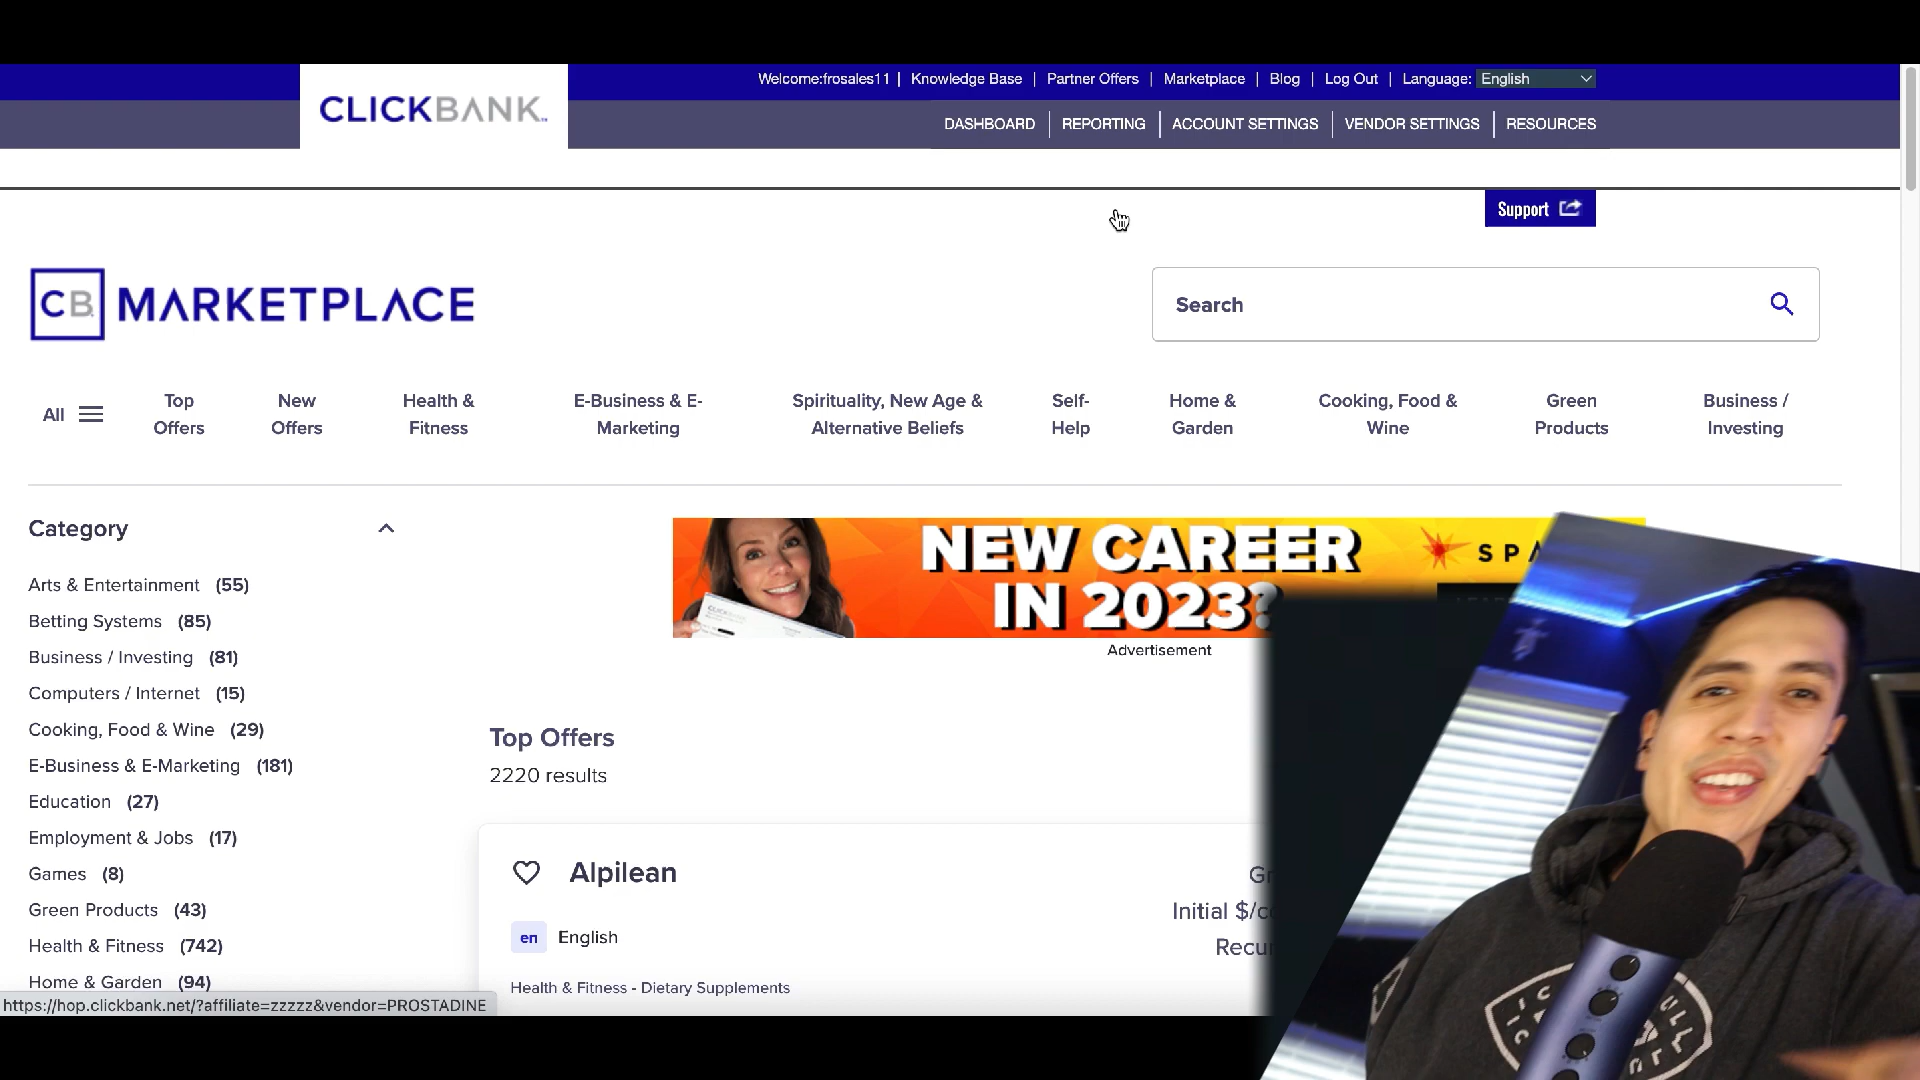 Welcome:frosales11 | Knowledge Base | Partner Offers | Marketplace | Blog | Log Out | Language: English
CLICKBANK
DASHBOARD | REPORTING | ACCOUNT SETTINGS | VENDOR SETTINGS | RESOURCES
Support
CB MARKETPLACE
Search
All
Top
Offers
New
Offers
Health &
Fitness
E-Business & E-
Marketing
Spirituality, New Age &
Alternative Beliefs
Self-
Help
Home &
Garden
Cooking, Food &
Wine
Green
Products
Business /
Investing
Category
Arts & Entertainment (55)
Betting Systems (85)
Business / Investing (81)
Computers / Internet (15)
Cooking, Food & Wine (29)
E-Business & E-Marketing (181)
Education (27)
Employment & Jobs (17)
Games (8)
Green Products (43)
Health & Fitness (742)
Home & Garden (94)
https://hop.clickbank.net/?affiliate=zzzzz&vendor=PROSTADINE
NEW CAREER
IN 2023?
SPA
Advertisement
Top Offers
2220 results
Alpilean
en English
Health & Fitness - Dietary Supplements
Gr
Initial $/co
Recur